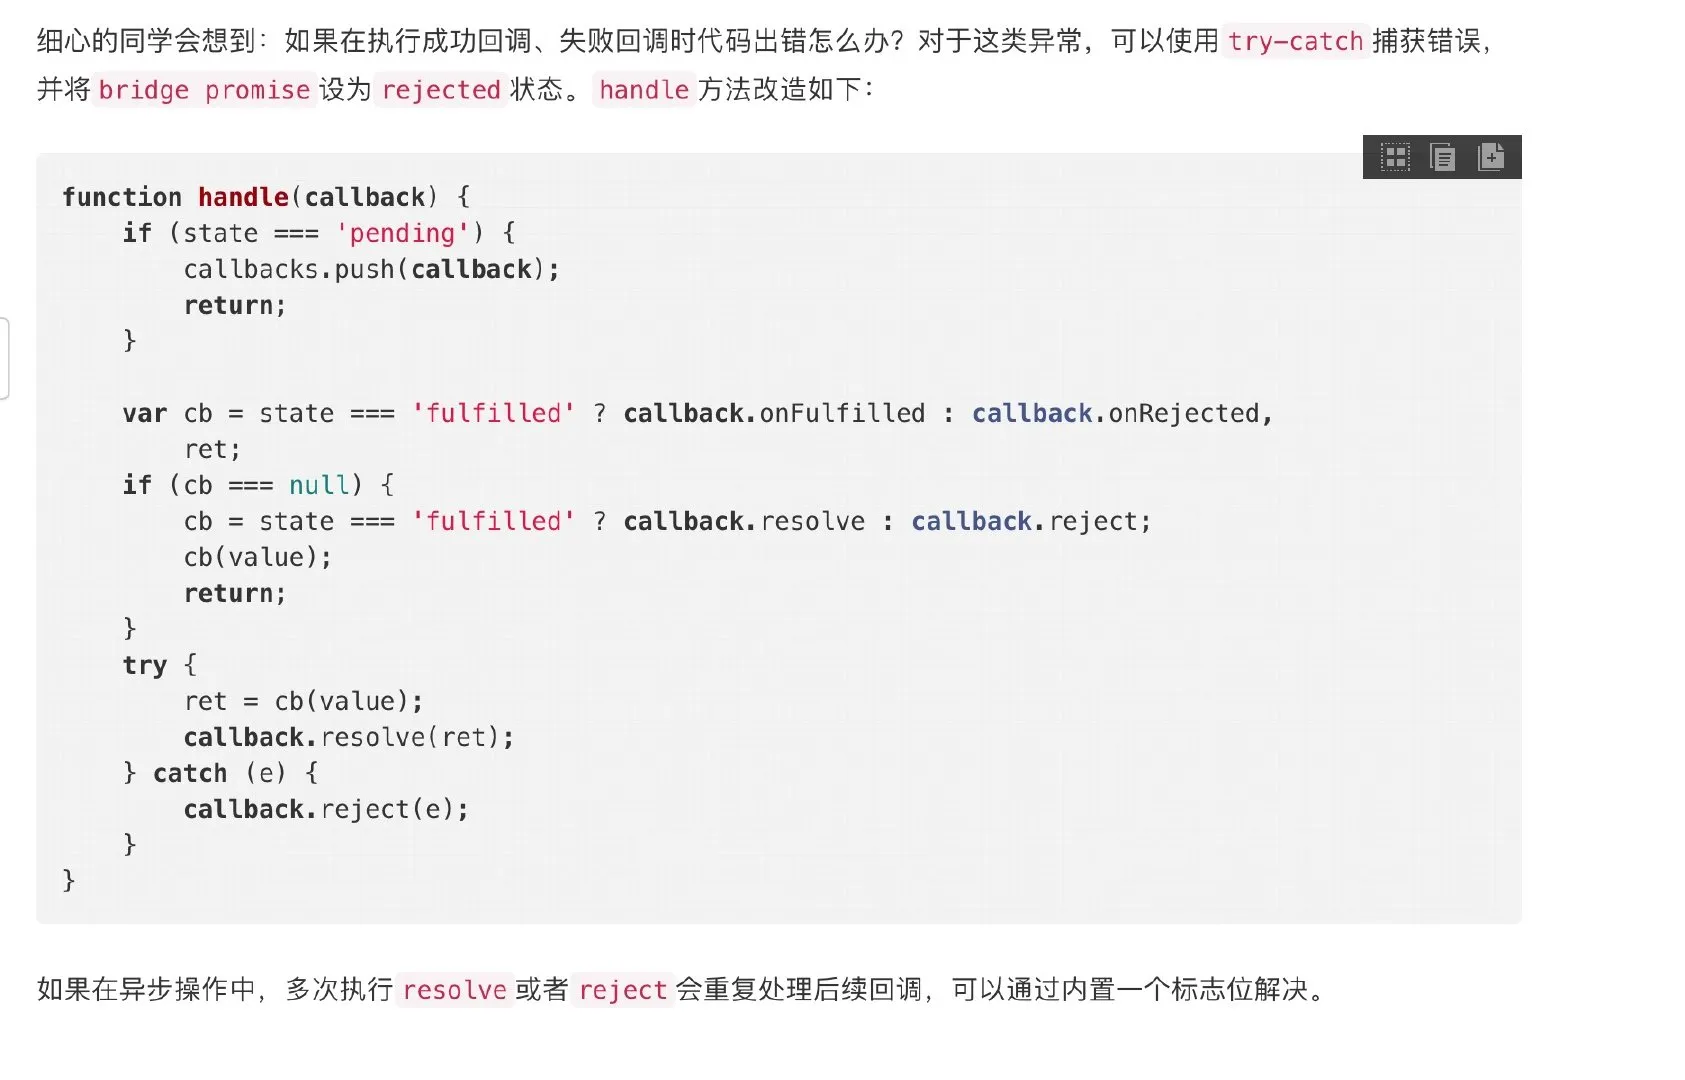 细心的同学会想到：如果在执行成功回调、失败回调时代码出错怎么办？对于这类异常，可以使用 try-catch 捕获错误，
并将 bridge promise 设为 rejected 状态。 handle 方法改造如下：
function handle(callback) {
    if (state === 'pending') {
        callbacks.push(callback);
        return;
    }
    var cb = state === 'fulfilled' ? callback.onFulfilled : callback.onRejected,
        ret;
    if (cb === null) {
        cb = state === 'fulfilled' ? callback.resolve : callback.reject;
        cb(value);
        return;
    }
    try {
        ret = cb(value);
        callback.resolve(ret);
    } catch (e) {
        callback.reject(e);
    }
}
如果在异步操作中，多次执行 resolve 或者 reject 会重复处理后续回调，可以通过内置一个标志位解决。